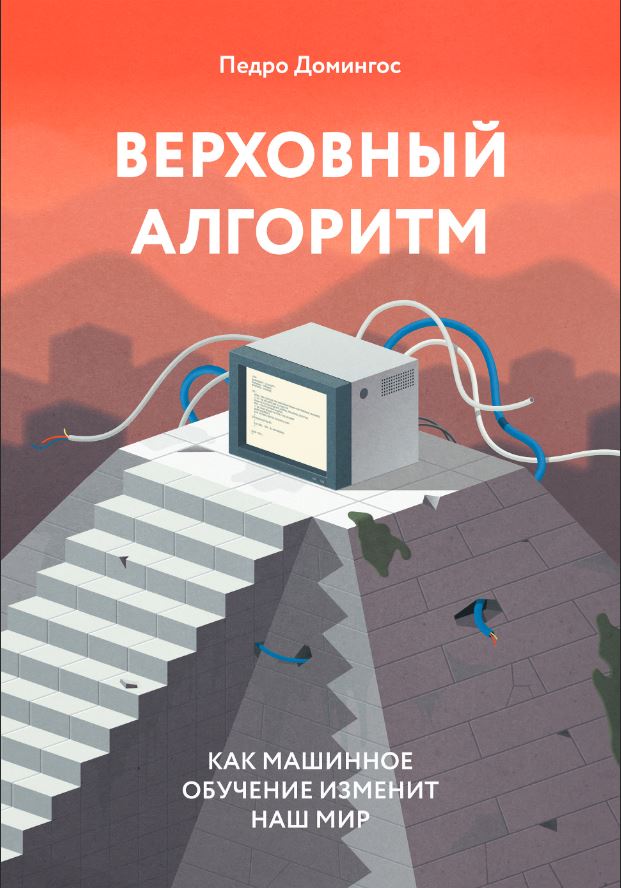 Педро Домингос
ВЕРХОВНЫЙ
АЛГОРИТМ
КАК МАШИННОЕ
ОБУЧЕНИЕ ИЗМЕНИТ
НАШ МИР